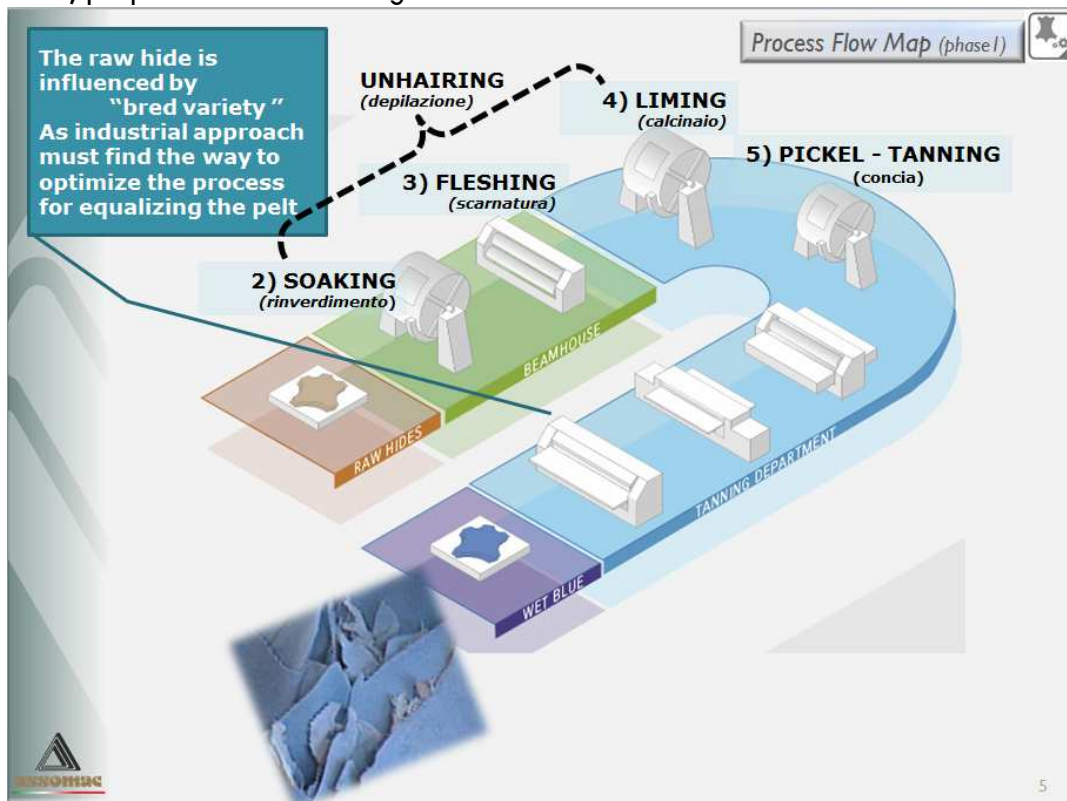 Process Flow Map (phase1)
The raw hide is
influenced by
"bred variety "
As industrial approach
must find the way to
optimize the process
for equalizing the pelt
UNHAIRING
(depilazione)
4) LIMING
(calcinaio)
5) PICKEL - TANNING
(concia)
3) FLESHING
(scarnatura)
2) SOAKING
(rinverdimento)
BEAMHOUSE
RAW HIDES
TANNING DEPARTMENT
WET BLUE
assomac
5